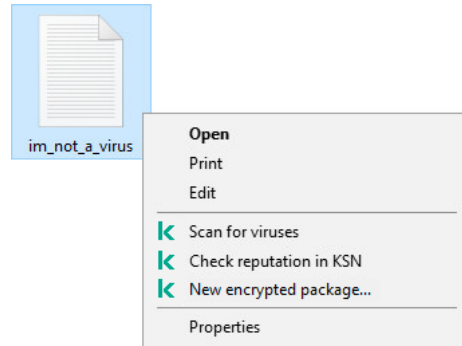 im_not_a_virus
Open
Print
Edit
Scan for viruses
Check reputation in KSN
New encrypted package...
Properties